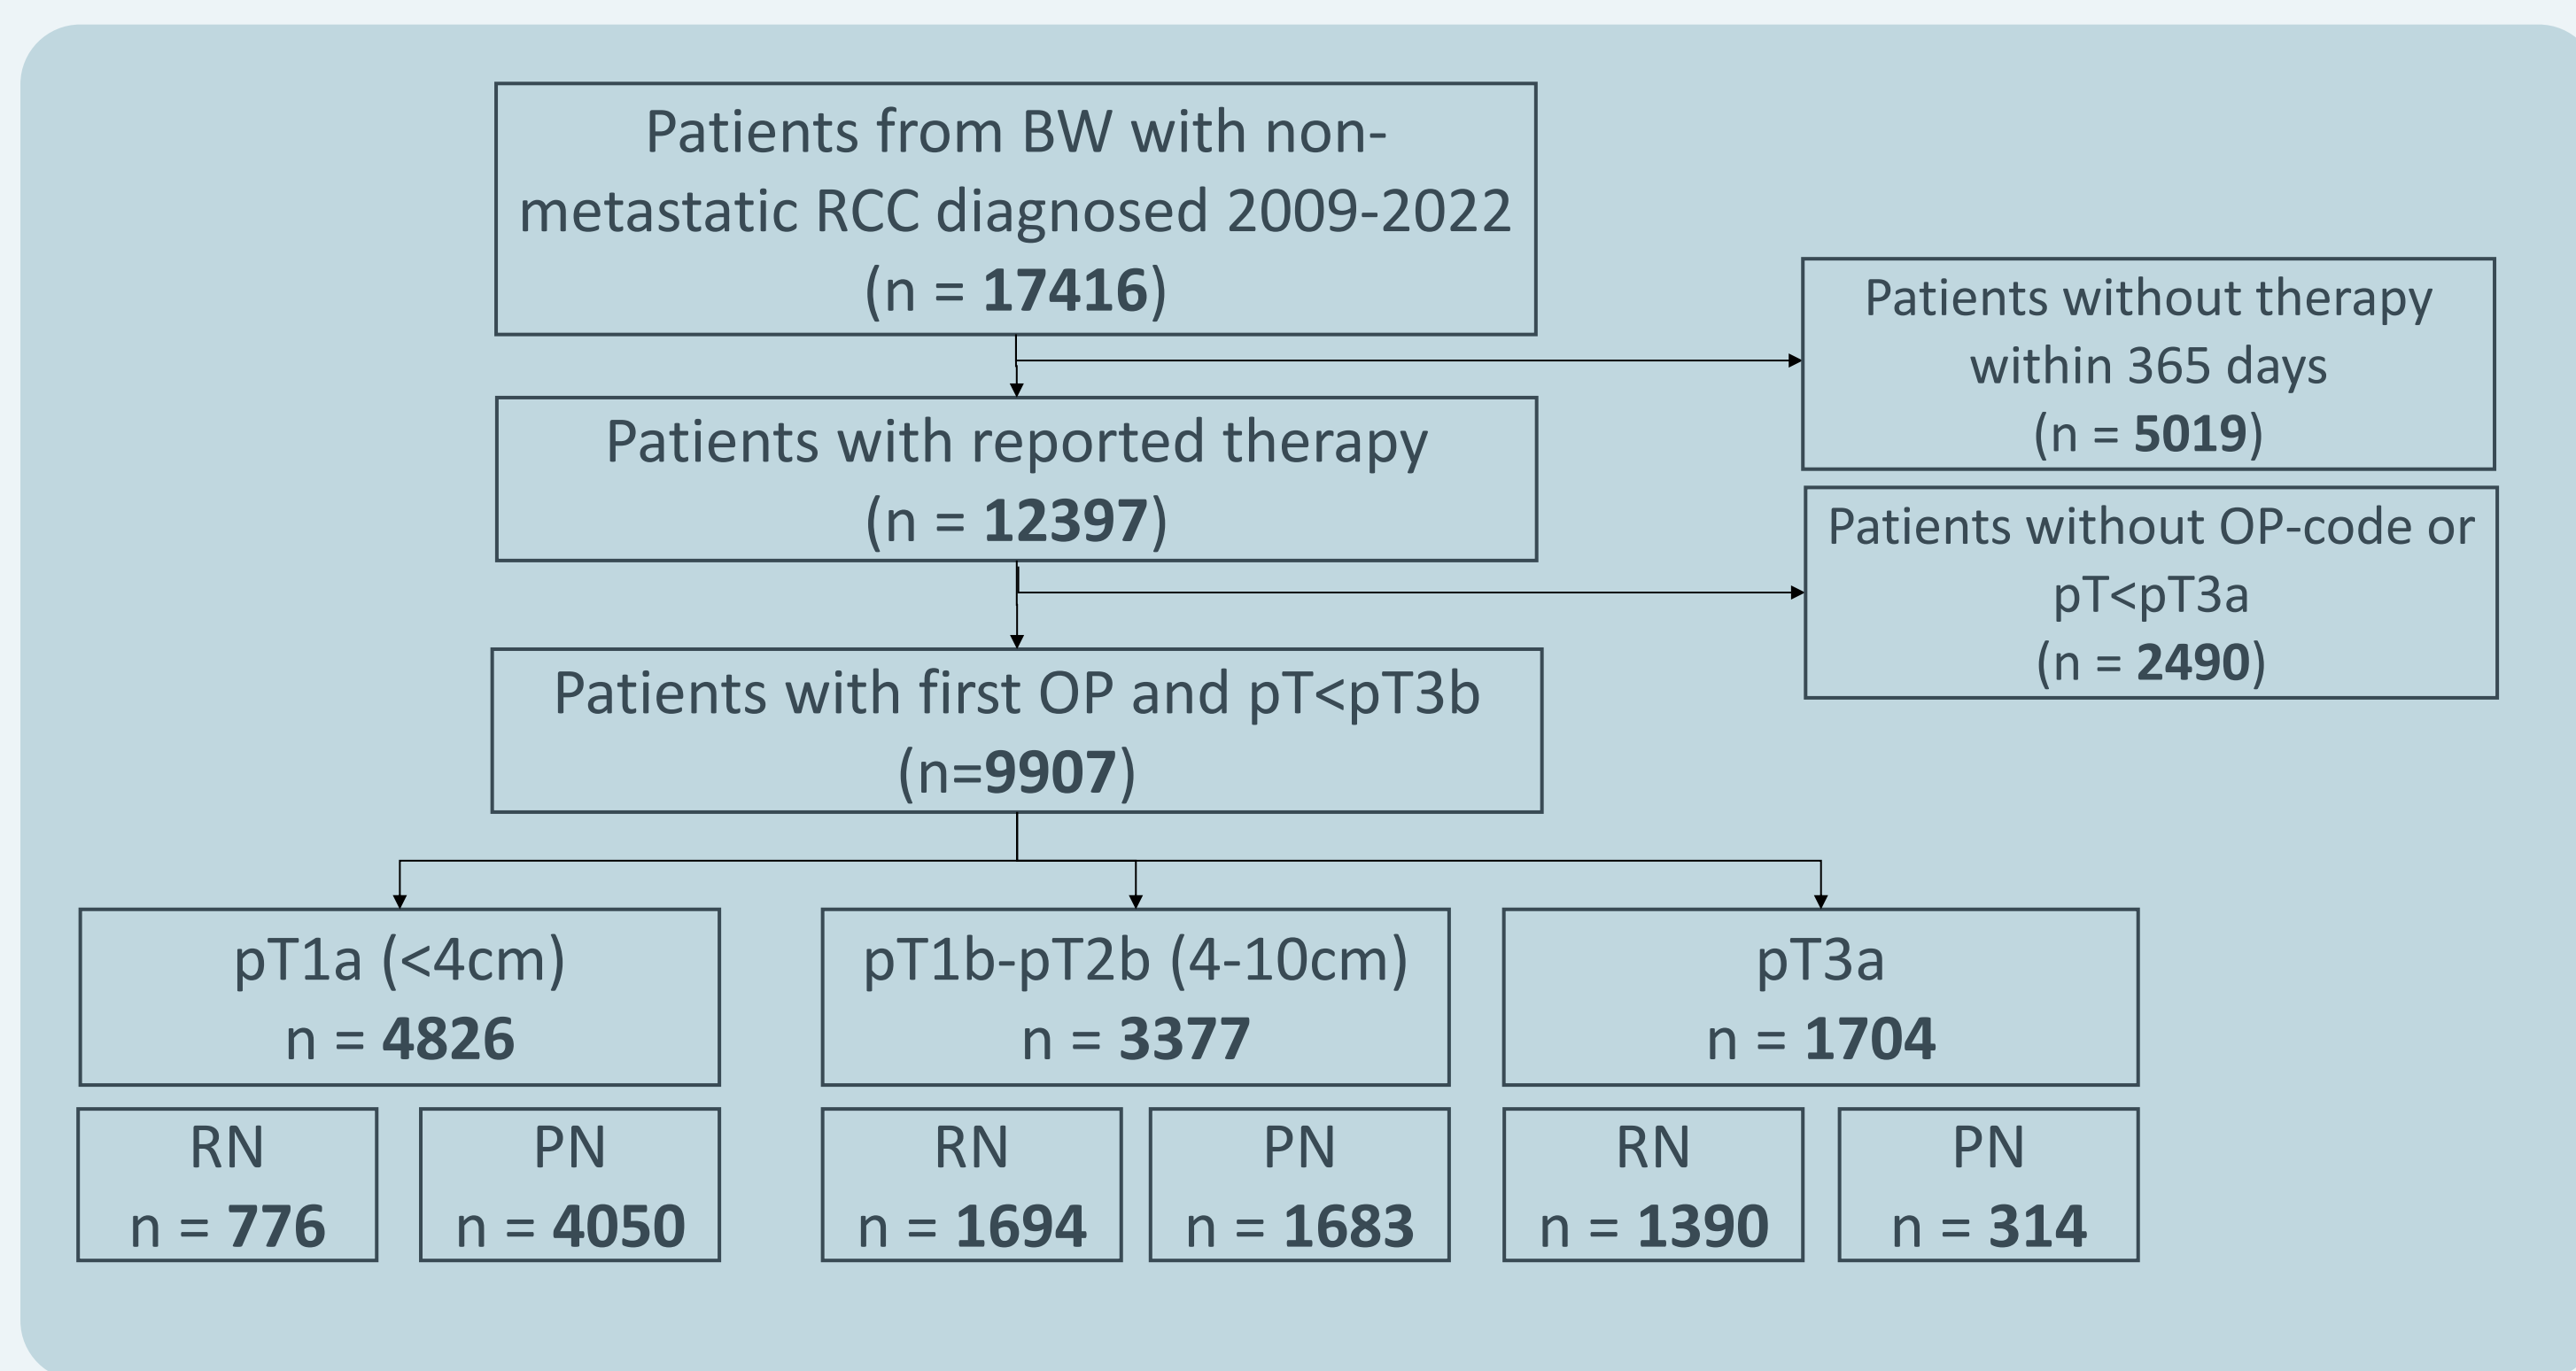 Patients from BW with non-
metastatic RCC diagnosed 2009-2022
(n = 17416)
Patients without therapy
within 365 days
(n = 5019)
Patients with reported therapy
(n = 12397)
Patients without OP-code or
pT<pT3a
(n = 2490)
Patients with first OP and pT<pT3b
(n=9907)
pT1a (<4cm)
n = 4826
pT1b-pT2b (4-10cm)
n = 3377
pT3a
n = 1704
RN
n = 776
PN
n = 4050
RN
n = 1694
PN
n = 1683
RN
n = 1390
PN
n = 314